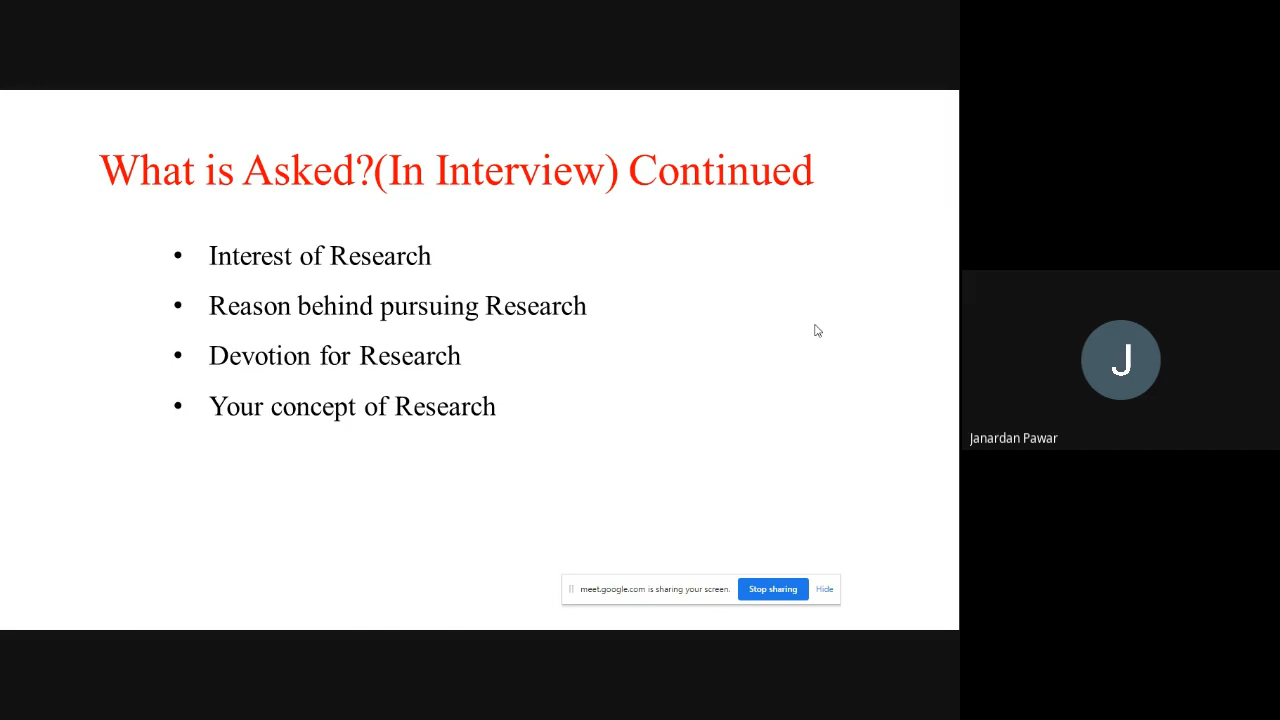 What is Asked?(In Interview) Continued
• Interest of Research
• Reason behind pursuing Research
• Devotion for Research
• Your concept of Research
J
Janardan Pawar
meet.google.com is sharing your screen. Stop sharing Hide